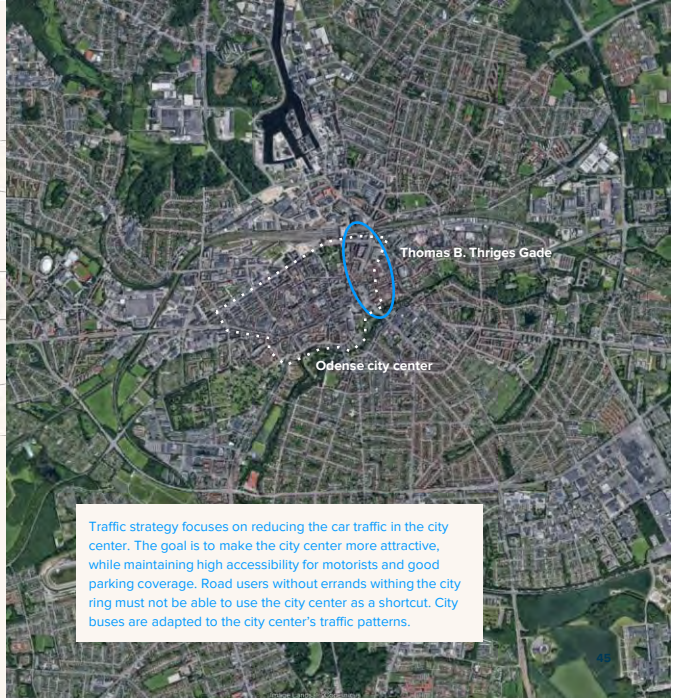 Thomas B. Thriges Gade
Odense city center
Traffic strategy focuses on reducing the car traffic in the city
center. The goal is to make the city center more attractive,
while maintaining high accessibility for motorists and good
parking coverage. Road users without errands withing the city
ring must not be able to use the city center as a shortcut. City
buses are adapted to the city center's traffic patterns.
Image Landsat / Copernicus